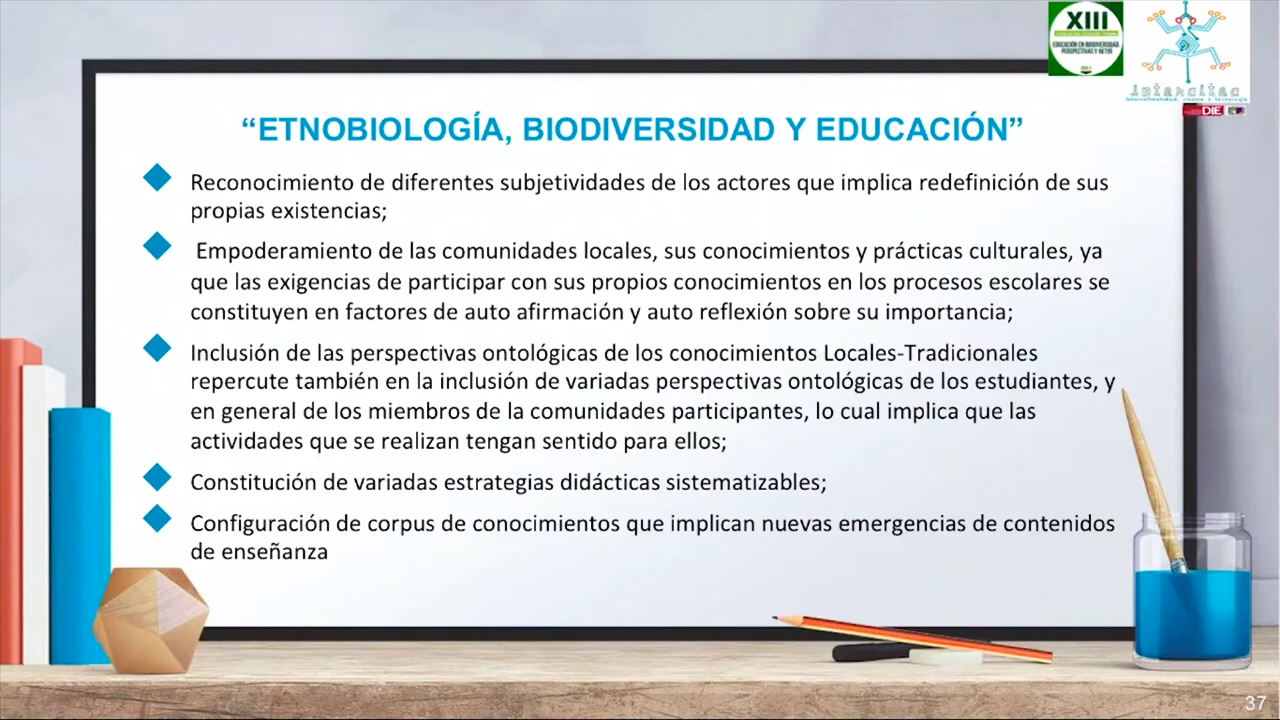 XIII
EDUCACIÓN EN BIODIVERSIDAD
PERSPECTIVAS Y RETOS
Intercitec
Interculturalidad, ciencia y tecnología
DIE
“ETNOBIOLOGÍA, BIODIVERSIDAD Y EDUCACIÓN”
Reconocimiento de diferentes subjetividades de los actores que implica redefinición de sus
propias existencias;
Empoderamiento de las comunidades locales, sus conocimientos y prácticas culturales, ya
que las exigencias de participar con sus propios conocimientos en los procesos escolares se
constituyen en factores de auto afirmación y auto reflexión sobre su importancia;
Inclusión de las perspectivas ontológicas de los conocimientos Locales-Tradicionales
repercute también en la inclusión de variadas perspectivas ontológicas de los estudiantes, y
en general de los miembros de la comunidades participantes, lo cual implica que las
actividades que se realizan tengan sentido para ellos;
Constitución de variadas estrategias didácticas sistematizables;
Configuración de corpus de conocimientos que implican nuevas emergencias de contenidos
de enseñanza
37